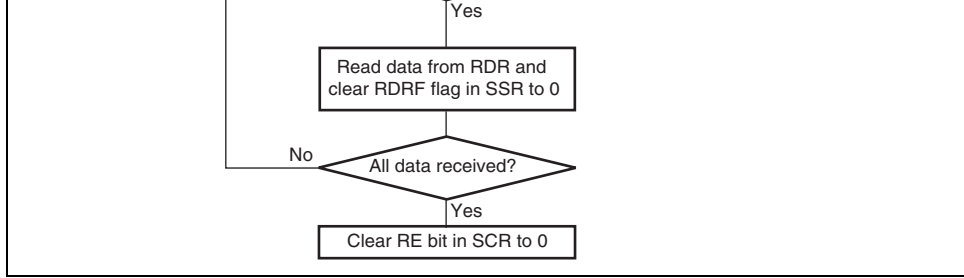 Yes
Read data from RDR and
clear RDRF flag in SSR to 0
No
All data received?
Yes
Clear RE bit in SCR to 0